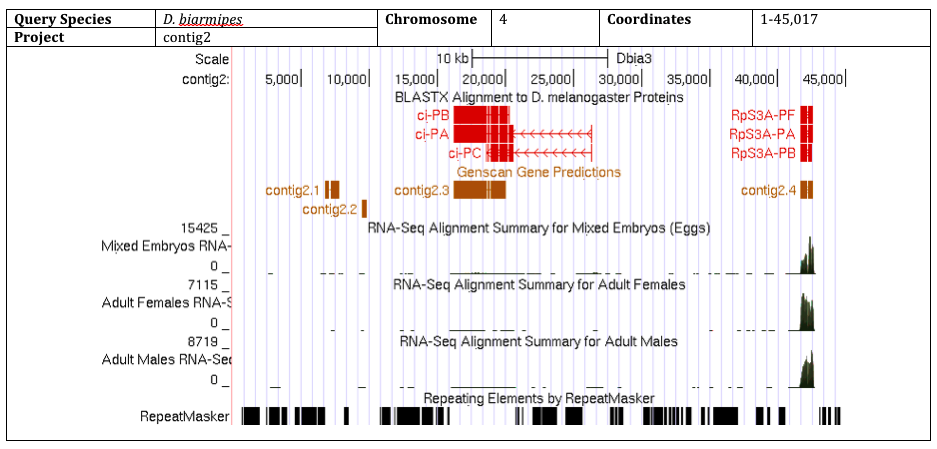 Query Species D. biarmipes Chromosome 4 Coordinates 1-45,017
Project contig2
Scale 10 kb Dbia3
contig2: 5,000 10,000 15,000 20,000 25,000 30,000 35,000 40,000 45,000
BLASTX Alignment to D. melanogaster Proteins
ci-PB RpS3A-PF
ci-PA RpS3A-PA
ci-PC RpS3A-PB
Genscan Gene Predictions
contig2.1 contig2.3 contig2.4
contig2.2
15425 _ RNA-Seq Alignment Summary for Mixed Embryos (Eggs)
Mixed Embryos RNA-
0 _
7115 _ RNA-Seq Alignment Summary for Adult Females
Adult Females RNA-S
0 _
8719 _ RNA-Seq Alignment Summary for Adult Males
Adult Males RNA-Seq
0 _
Repeating Elements by RepeatMasker
RepeatMasker